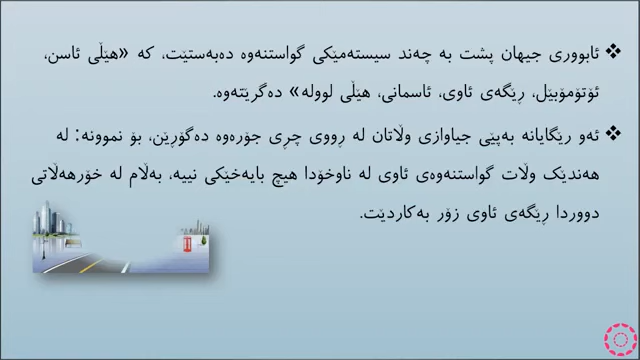 ❖ ئابووری جیهان پشت بە چەند سیستەمێکی گواستنەوە دەبەستێت، کە «هێڵی ئاسن،
ئۆتۆمۆبێل، ڕێگەی ئاوی، ئاسمانی، هێڵی لوولە» دەگرێتەوە.
❖ ئەو رێگایانە بەپێی جیاوازی وڵاتان لە ڕووی چڕی جۆرەوە دەگۆڕێن، بۆ نموونە: لە
هەندێک وڵات گواستنەوەی ئاوی لە ناوخۆدا هیچ بایەخێکی نییە، بەڵام لە خۆرهەڵاتی
دووردا ڕێگەی ئاوی زۆر بەکاردێت.